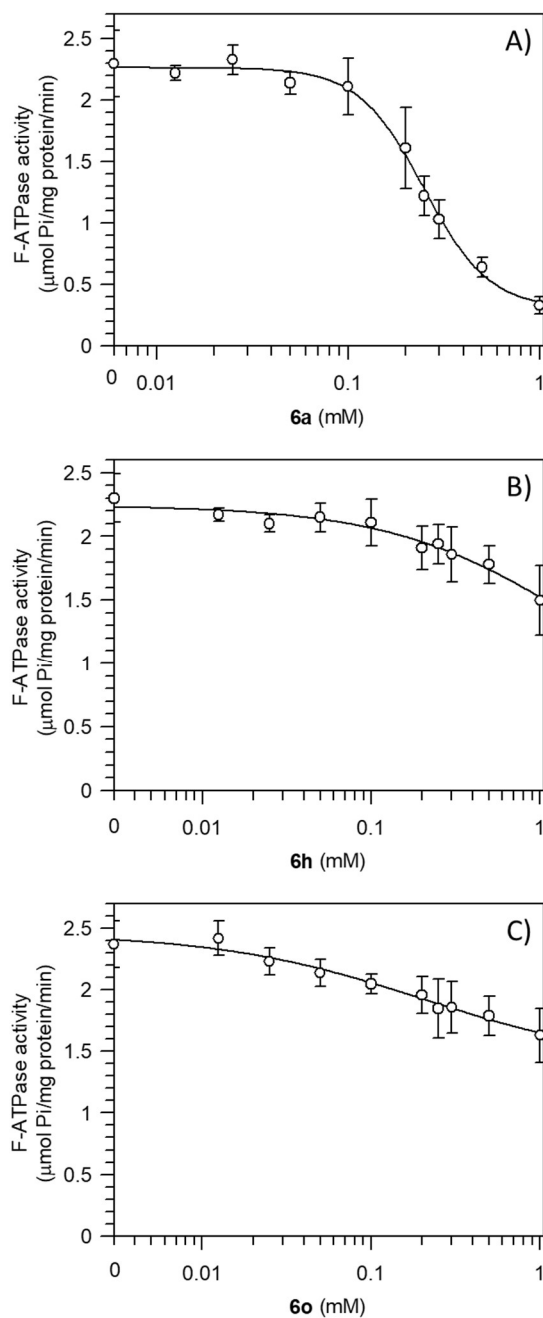 A)
2.5
2
1.5
1
0.5
0
F-ATPase activity
(μmol Pi/mg protein/min)
0 0.01 0.1 1
6a (mM)
B)
2.5
2
1.5
1
0.5
0
F-ATPase activity
(μmol Pi/mg protein/min)
0 0.01 0.1 1
6h (mM)
C)
2.5
2
1.5
1
0.5
0
F-ATPase activity
(μmol Pi/mg protein/min)
0 0.01 0.1 1
6o (mM)